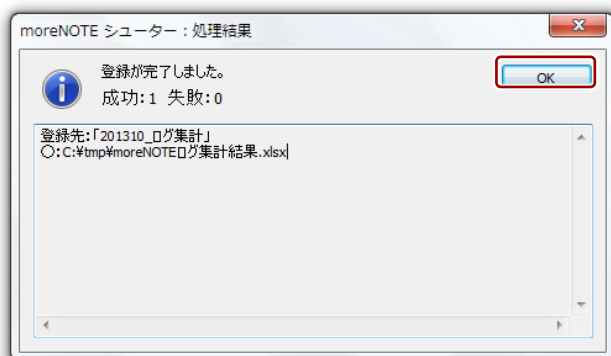 moreNOTE シューター：処理結果
登録が完了しました。
成功：1 失敗：0
OK
登録先：「201310_ログ集計」
○：C:¥tmp¥moreNOTEログ集計結果.xlsx